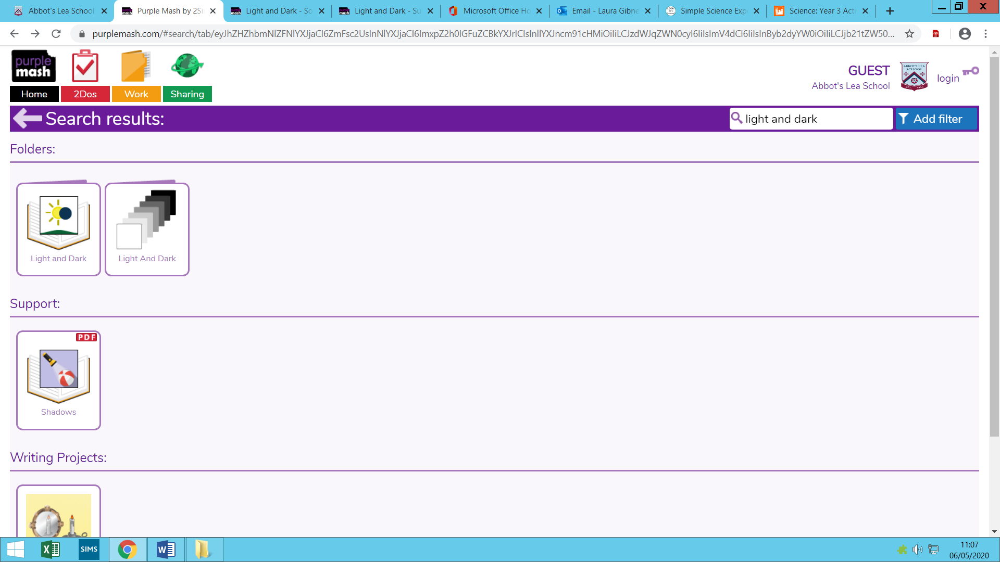 Abbot's Lea School
Purple Mash by 2Si
Light and Dark - So
Light and Dark - Su
Microsoft Office Ho
Email - Laura Gibne
Simple Science Exp
Science: Year 3 Acti
purplemash.com/#search/tab/
purple
mash
Home
2Dos
Work
Sharing
GUEST
Abbot's Lea School
ABBOT'S LEA
SCHOOL
login
Search results:
light and dark
Add filter
Folders:
Light and Dark
Light And Dark
Support:
PDF
Shadows
Writing Projects:
SIMS
11:07
06/05/2020